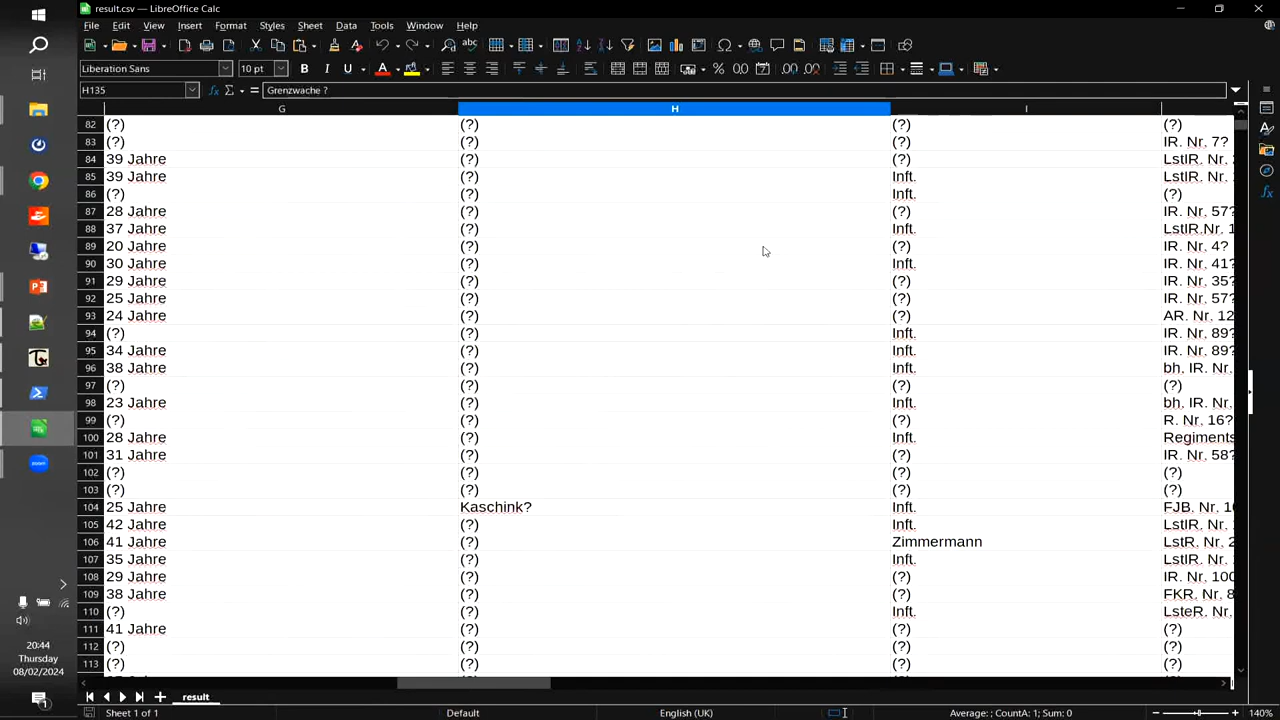 result.csv - LibreOffice Calc
File Edit View Insert Format Styles Sheet Data Tools Window Help
Liberation Sans 10 pt
H135 Grenzwache ?
G H I
82 (?) (?) (?) (?)
83 (?) (?) (?) IR. Nr, 7?
84 39 Jahre (?) (?) LstIR. Nr,
85 39 Jahre (?) Inft. LstIR. Nr,
86 (?) (?) Inft. (?)
87 28 Jahre (?) (?) IR. Nr, 57?
88 37 Jahre (?) Inft. LstIR.Nr, 1
89 20 Jahre (?) (?) IR. Nr, 4?
90 30 Jahre (?) Inft. IR. Nr, 41?
91 29 Jahre (?) (?) IR. Nr, 35?
92 25 Jahre (?) (?) IR. Nr, 57?
93 24 Jahre (?) (?) AR. Nr, 12
94 (?) (?) Inft. IR. Nr, 89?
95 34 Jahre (?) Inft. IR. Nr, 89?
96 38 Jahre (?) Inft. bh, IR. Nr,
97 (?) (?) (?) (?)
98 23 Jahre (?) Inft. bh, IR. Nr,
99 (?) (?) (?) R. Nr, 16?
100 28 Jahre (?) Inft. Regiments
101 31 Jahre (?) (?) IR. Nr, 58?
102 (?) (?) (?) (?)
103 (?) (?) (?) (?)
104 25 Jahre Kaschink? Inft. FJB, Nr, 1
105 42 Jahre (?) Inft. LstIR, Nr,
106 41 Jahre (?) Zimmermann LstR, Nr, 2
107 35 Jahre (?) Inft. LstIR, Nr,
108 29 Jahre (?) (?) IR, Nr, 100
109 38 Jahre (?) (?) FKR, Nr, 8
110 (?) (?) Inft. LsteR. Nr,
111 41 Jahre (?) (?) (?)
112 (?) (?) (?) (?)
113 (?) (?) (?) (?)
result
Sheet 1 of 1 Default English (UK) Average: ; CountA: 1; Sum: 0 140%
20:44
Thursday
08/02/2024